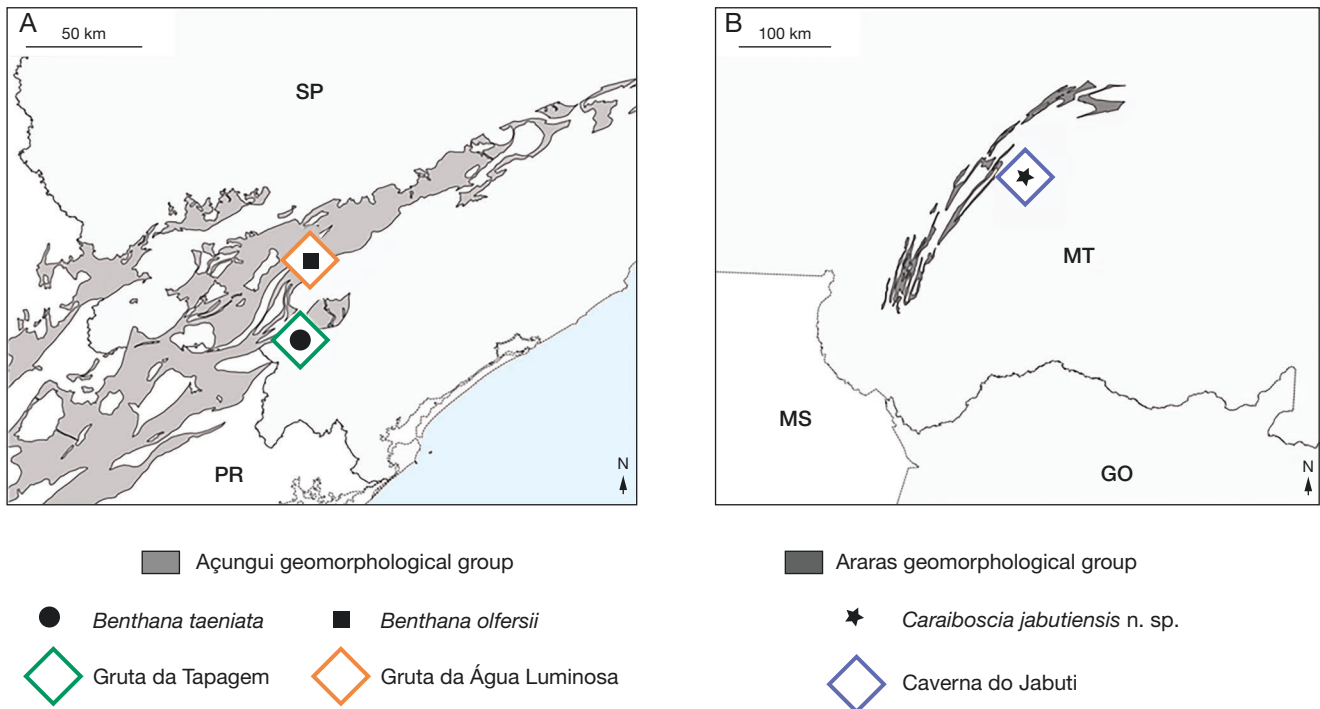 A
50 km
SP
PR
N
B
100 km
MT
MS
GO
N
Açungui geomorphological group
Benthana taeniata
Benthana olfersii
Gruta da Tapagem
Gruta da Água Luminosa
Araras geomorphological group
Caraiboscia jabutiensis n. sp.
Caverna do Jabuti